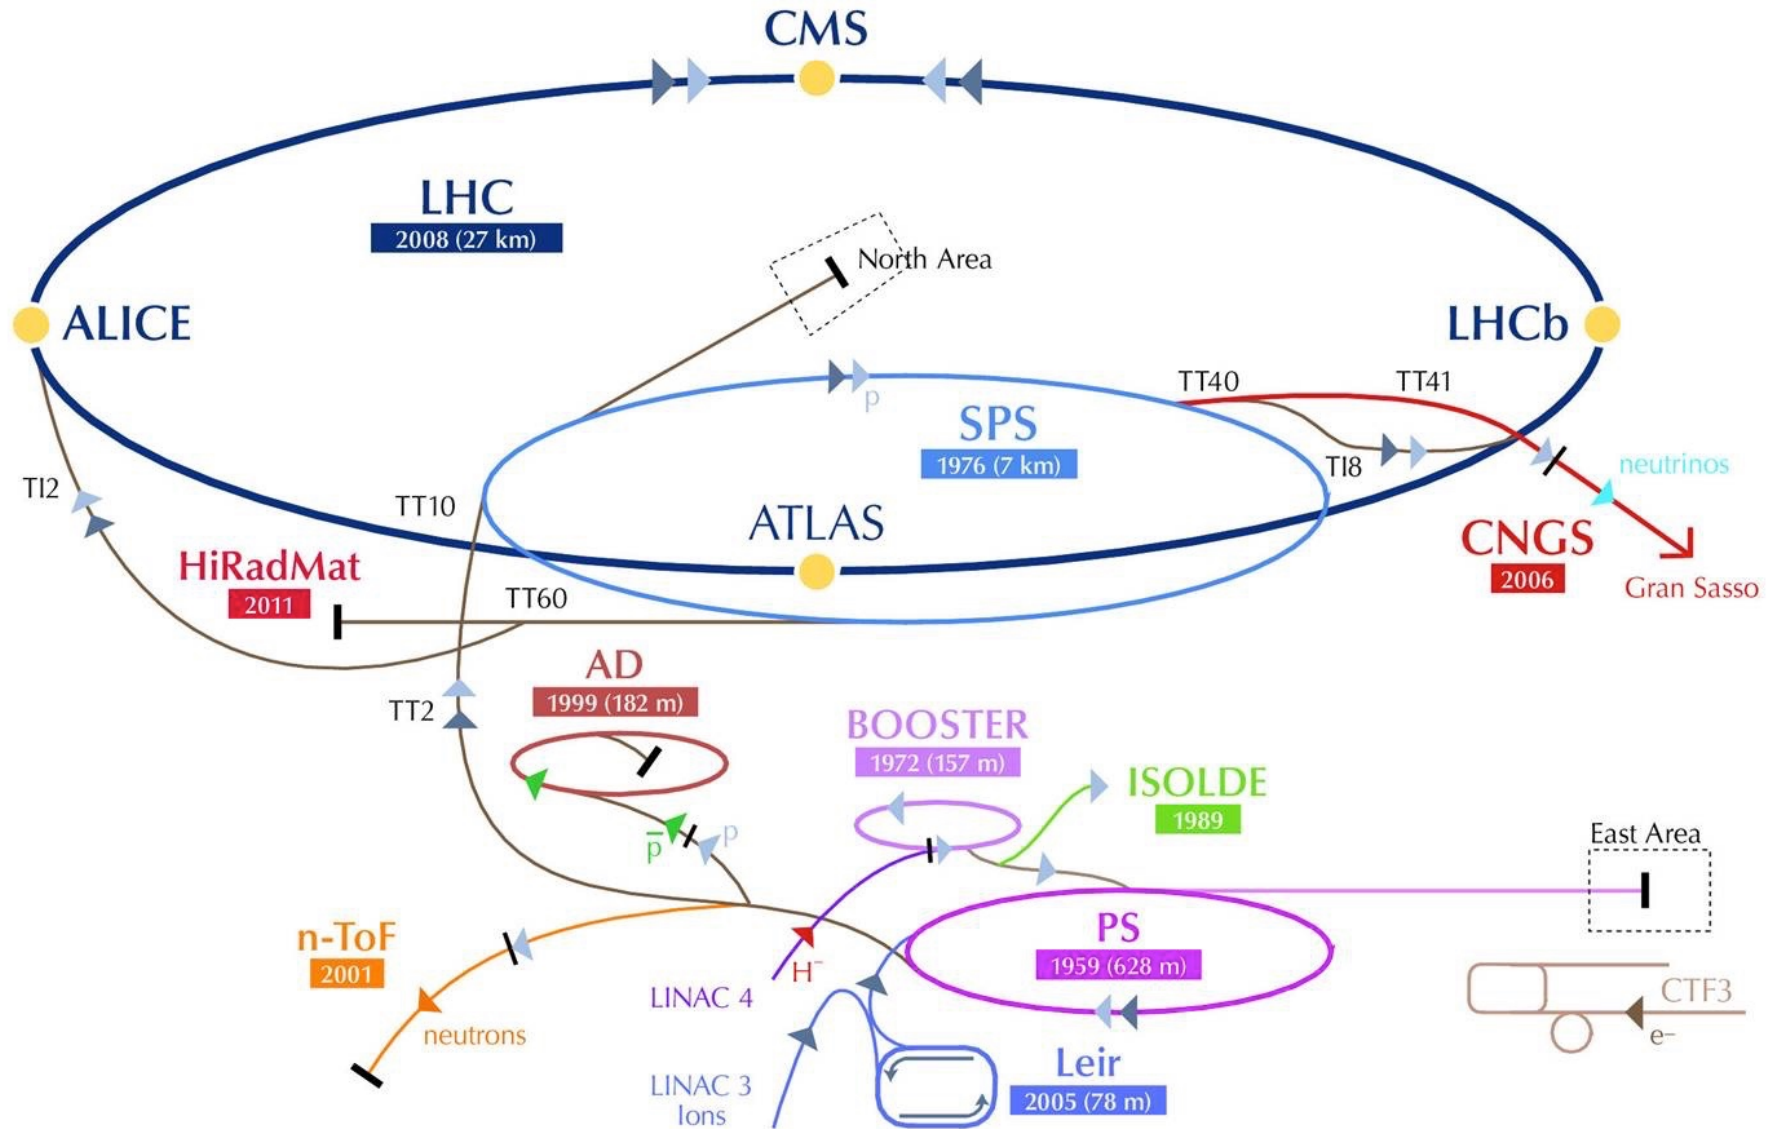 CMS
LHC
2008 (27 km)
North Area
ALICE
LHCb
TT40
TT41
p
SPS
1976 (7 km)
TI8
neutrinos
TI2
TT10
ATLAS
CNGS
2006
Gran Sasso
HiRadMat
2011
TT60
AD
1999 (182 m)
TT2
BOOSTER
1972 (157 m)
ISOLDE
1989
p̅
p
East Area
n-ToF
2001
PS
1959 (628 m)
H⁻
LINAC 4
CTF3
e⁻
neutrons
Leir
2005 (78 m)
LINAC 3
Ions